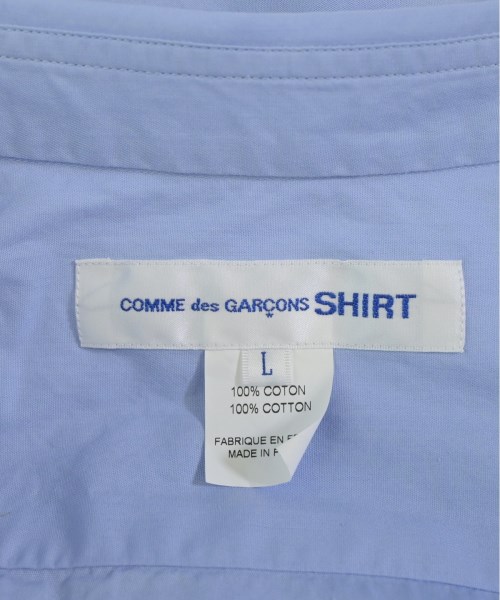 COMME des GARÇONS SHIRT
L
100% COTON
100% COTTON
FABRIQUE EN
MADE IN